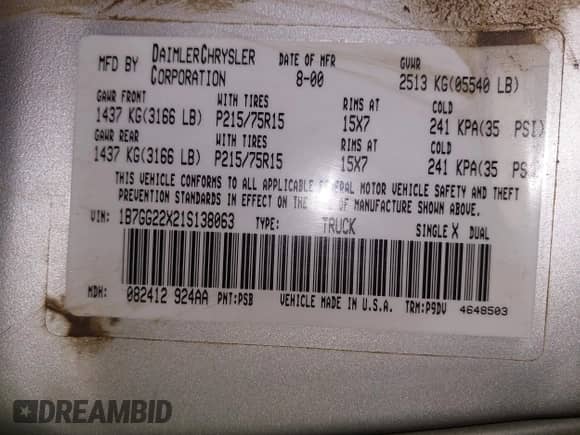 MFD BY DAIMLERCHRYSLER CORPORATION DATE OF MFR 8-00 GVWR 2513 KG(05540 LB)
GAWR FRONT WITH TIRES RIMS AT COLD
1437 KG(3166 LB) P215/75R15 15X7 241 KPA(35 PSI)
GAWR REAR WITH TIRES RIMS AT COLD
1437 KG(3166 LB) P215/75R15 15X7 241 KPA(35
THIS VEHICLE CONFORMS TO ALL APPLICABLE FEDERAL MOTOR VEHICLE SAFETY AND THEFT
PREVENTION STANDARDS IN EFFECT ON THE DATE OF MANUFACTURE SHOWN ABOVE.
VIN: 1B7GG22X21S138063 TYPE: TRUCK SINGLE X DUAL
MDH: 082412 924AA PNT:PSB VEHICLE MADE IN U.S.A. TRM:P9DV 4648503
DREAMBID